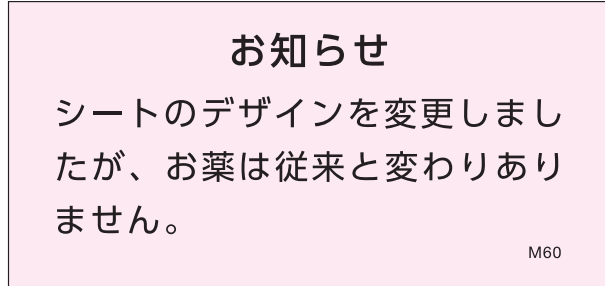 お知らせ
シートのデザインを変更しまし
たが、お薬は従来と変わりあり
ません。
M60